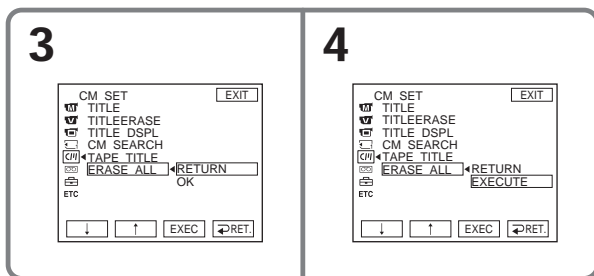 3
CM SET EXIT
TITLE
TITLEERASE
TITLE DSPL
CM SEARCH
TAPE TITLE
ERASE ALL RETURN
OK
ETC
↓ ↑ EXEC RET.
4
CM SET EXIT
TITLE
TITLEERASE
TITLE DSPL
CM SEARCH
TAPE TITLE
ERASE ALL RETURN
EXECUTE
ETC
↓ ↑ EXEC RET.